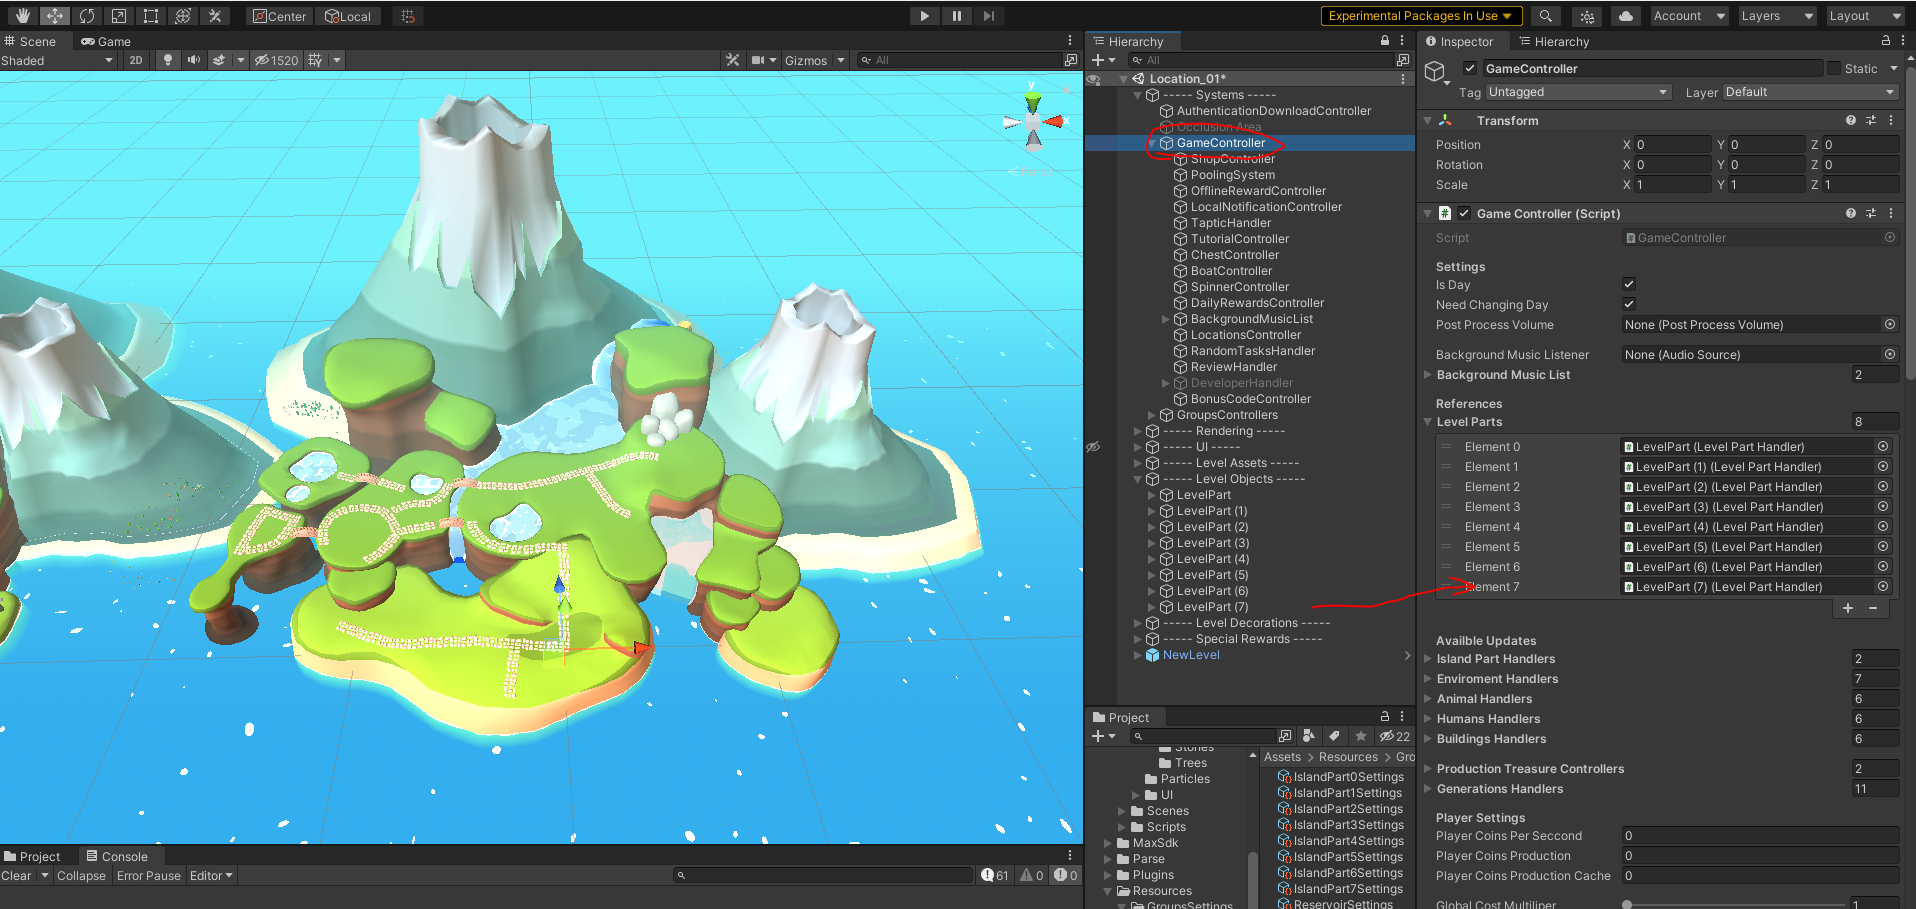 Center
Local
Experimental Packages In Use
Account
Layers
Layout
Scene
Game
Shaded
2D
1520
Gizmos
All
y
x
Project
Console
Clear
Collapse
Error Pause
Editor
61
0
0
Hierarchy
All
Location_01*
----- Systems -----
AuthenticationDownloadController
Occlusion Area
GameController
ShopController
PoolingSystem
OfflineRewardController
LocalNotificationController
TapticHandler
TutorialController
ChestController
BoatController
SpinnerController
DailyRewardsController
BackgroundMusicList
LocationsController
RandomTasksHandler
ReviewHandler
DeveloperHandler
BonusCodeController
GroupsControllers
----- Rendering -----
----- UI -----
----- Level Assets -----
----- Level Objects -----
LevelPart
LevelPart (1)
LevelPart (2)
LevelPart (3)
LevelPart (4)
LevelPart (5)
LevelPart (6)
LevelPart (7)
----- Level Decorations -----
----- Special Rewards -----
NewLevel
Project
22
Stones
Trees
Particles
UI
Scenes
Scripts
MaxSdk
Parse
Plugins
Resources
GroupsSettings
Assets > Resources > Gro
IslandPart0Settings
IslandPart1Settings
IslandPart2Settings
IslandPart3Settings
IslandPart4Settings
IslandPart5Settings
IslandPart6Settings
IslandPart7Settings
ReservoirSettings
Inspector
Hierarchy
GameController
Static
Tag Untagged
Layer Default
Transform
Position X 0 Y 0 Z 0
Rotation X 0 Y 0 Z 0
Scale X 1 Y 1 Z 1
Game Controller (Script)
Script GameController
Settings
Is Day
Need Changing Day
Post Process Volume None (Post Process Volume)
Background Music Listener None (Audio Source)
Background Music List 2
References
Level Parts 8
Element 0 LevelPart (Level Part Handler)
Element 1 LevelPart (1) (Level Part Handler)
Element 2 LevelPart (2) (Level Part Handler)
Element 3 LevelPart (3) (Level Part Handler)
Element 4 LevelPart (4) (Level Part Handler)
Element 5 LevelPart (5) (Level Part Handler)
Element 6 LevelPart (6) (Level Part Handler)
Element 7 LevelPart (7) (Level Part Handler)
Availble Updates
Island Part Handlers 2
Enviroment Handlers 7
Animal Handlers 6
Humans Handlers 6
Buildings Handlers 6
Production Treasure Controllers 2
Generations Handlers 11
Player Settings
Player Coins Per Seccond 0
Player Coins Production 0
Player Coins Production Cache 0
Global Cost Multiliper 1